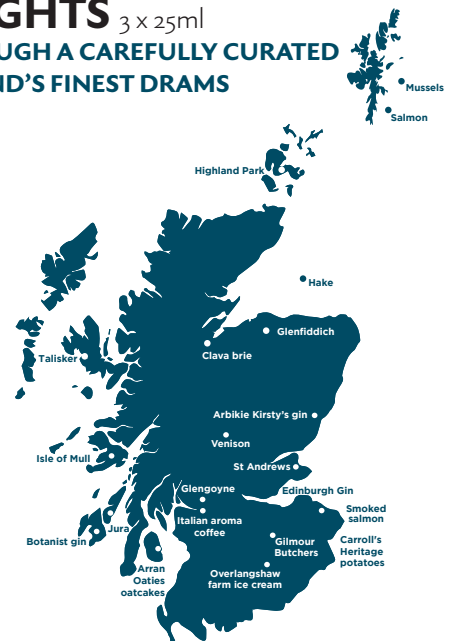 GHTS 3 x 25ml
UGH A CAREFULLY CURATED
ND'S FINEST DRAMS
Mussels
Salmon
Highland Park
Hake
Glenfiddich
Talisker
Clava brie
Arbikie Kirsty's gin
Venison
Isle of Mull
St Andrews
Glengoyne
Edinburgh Gin
Italian aroma
coffee
Smoked
salmon
Jura
Botanist gin
Gilmour
Butchers
Carroll's
Heritage
potatoes
Arran
Oaties
oatcakes
Overlangshaw
farm ice cream